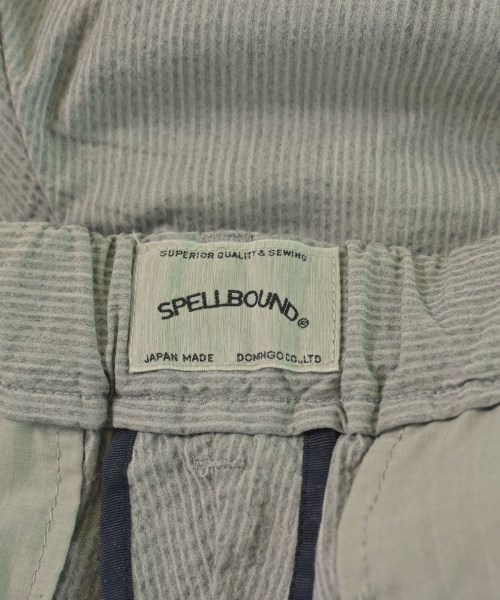 SUPERIOR QUALITY & SEWING
SPELLBOUND®
JAPAN MADE DOMINGO CO.,LTD